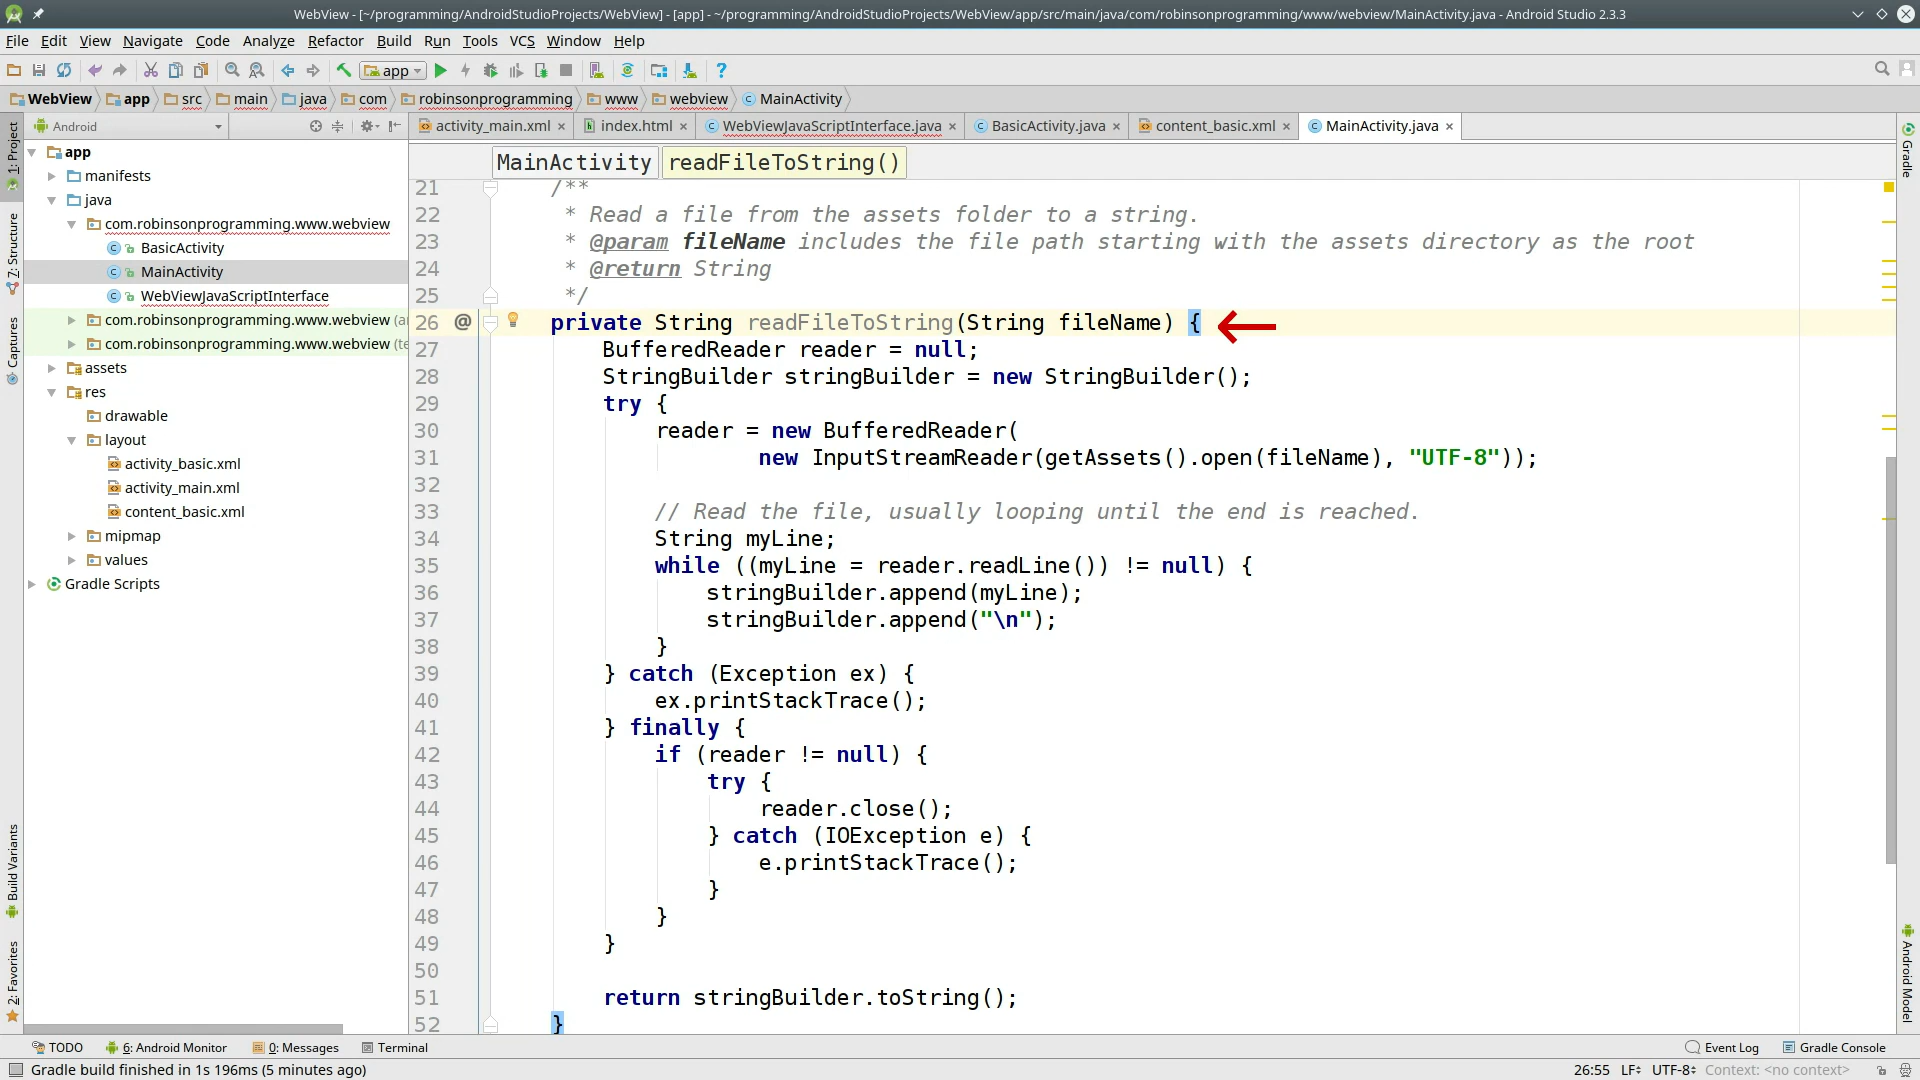 WebView - [~/programming/AndroidStudioProjects/WebView] - [app] - ~/programming/AndroidStudioProjects/WebView/app/src/main/java/com/robinsonprogramming/www/webview/MainActivity.java - Android Studio 2.3.3
File Edit View Navigate Code Analyze Refactor Build Run Tools VCS Window Help
app
WebView app src main java com robinsonprogramming www webview MainActivity
Android
activity_main.xml index.html WebViewJavaScriptInterface.java BasicActivity.java content_basic.xml MainActivity.java
1: Project
7: Structure
Captures
Build Variants
2: Favorites
app
manifests
java
com.robinsonprogramming.www.webview
BasicActivity
MainActivity
WebViewJavaScriptInterface
com.robinsonprogramming.www.webview (a
com.robinsonprogramming.www.webview (te
assets
res
drawable
layout
activity_basic.xml
activity_main.xml
content_basic.xml
mipmap
values
Gradle Scripts
MainActivity readFileToString()
21 /**
22 * Read a file from the assets folder to a string.
23 * @param fileName includes the file path starting with the assets directory as the root
24 * @return String
25 */
26 @ private String readFileToString(String fileName) {
27 BufferedReader reader = null;
28 StringBuilder stringBuilder = new StringBuilder();
29 try {
30 reader = new BufferedReader(
31 new InputStreamReader(getAssets().open(fileName), "UTF-8"));
32
33 // Read the file, usually looping until the end is reached.
34 String myLine;
35 while ((myLine = reader.readLine()) != null) {
36 stringBuilder.append(myLine);
37 stringBuilder.append("\n");
38 }
39 } catch (Exception ex) {
40 ex.printStackTrace();
41 } finally {
42 if (reader != null) {
43 try {
44 reader.close();
45 } catch (IOException e) {
46 e.printStackTrace();
47 }
48 }
49 }
50
51 return stringBuilder.toString();
52 }
Gradle
Android Model
TODO 6: Android Monitor 0: Messages Terminal Event Log Gradle Console
Gradle build finished in 1s 196ms (5 minutes ago) 26:55 LF÷ UTF-8÷ Context: <no context>